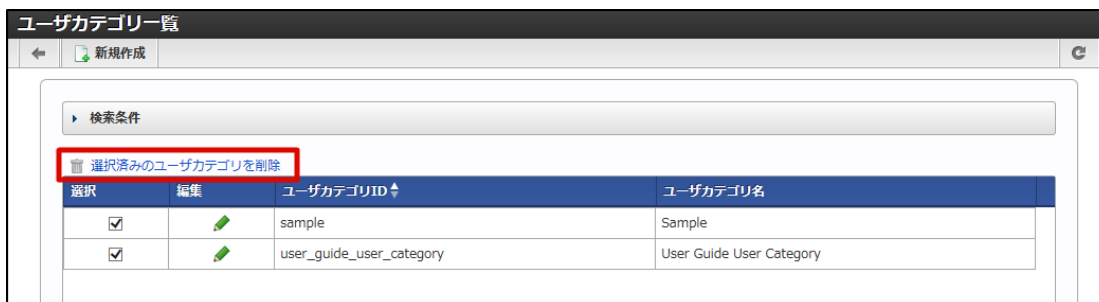 ユーザカテゴリ一覧
新規作成
検索条件
選択済みのユーザカテゴリを削除
選択 編集 ユーザカテゴリID ユーザカテゴリ名
sample Sample
user_guide_user_category User Guide User Category